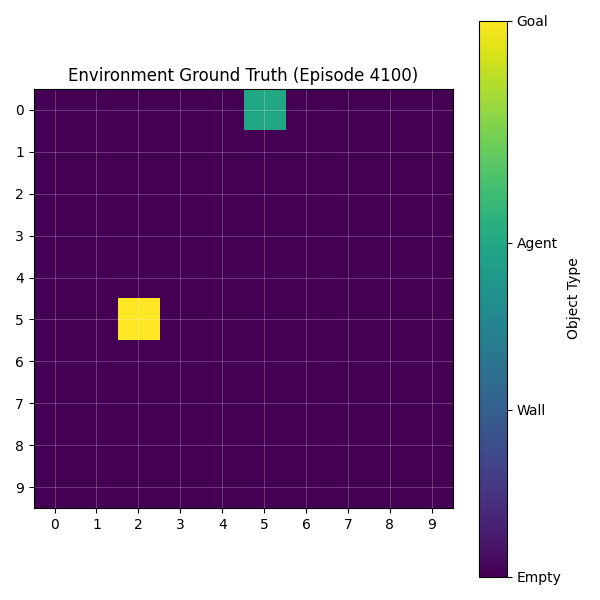 Environment Ground Truth (Episode 4100)
0
1
2
3
4
5
6
7
8
9
0 1 2 3 4 5 6 7 8 9
Goal
Agent
Wall
Empty
Object Type